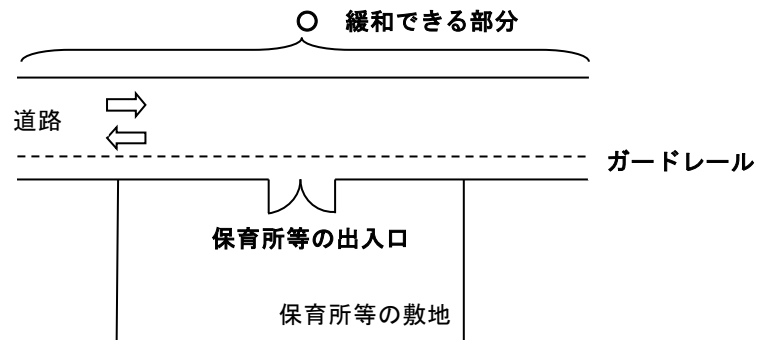 ○ 緩和できる部分
道路
ガードレール
保育所等の出入口
保育所等の敷地